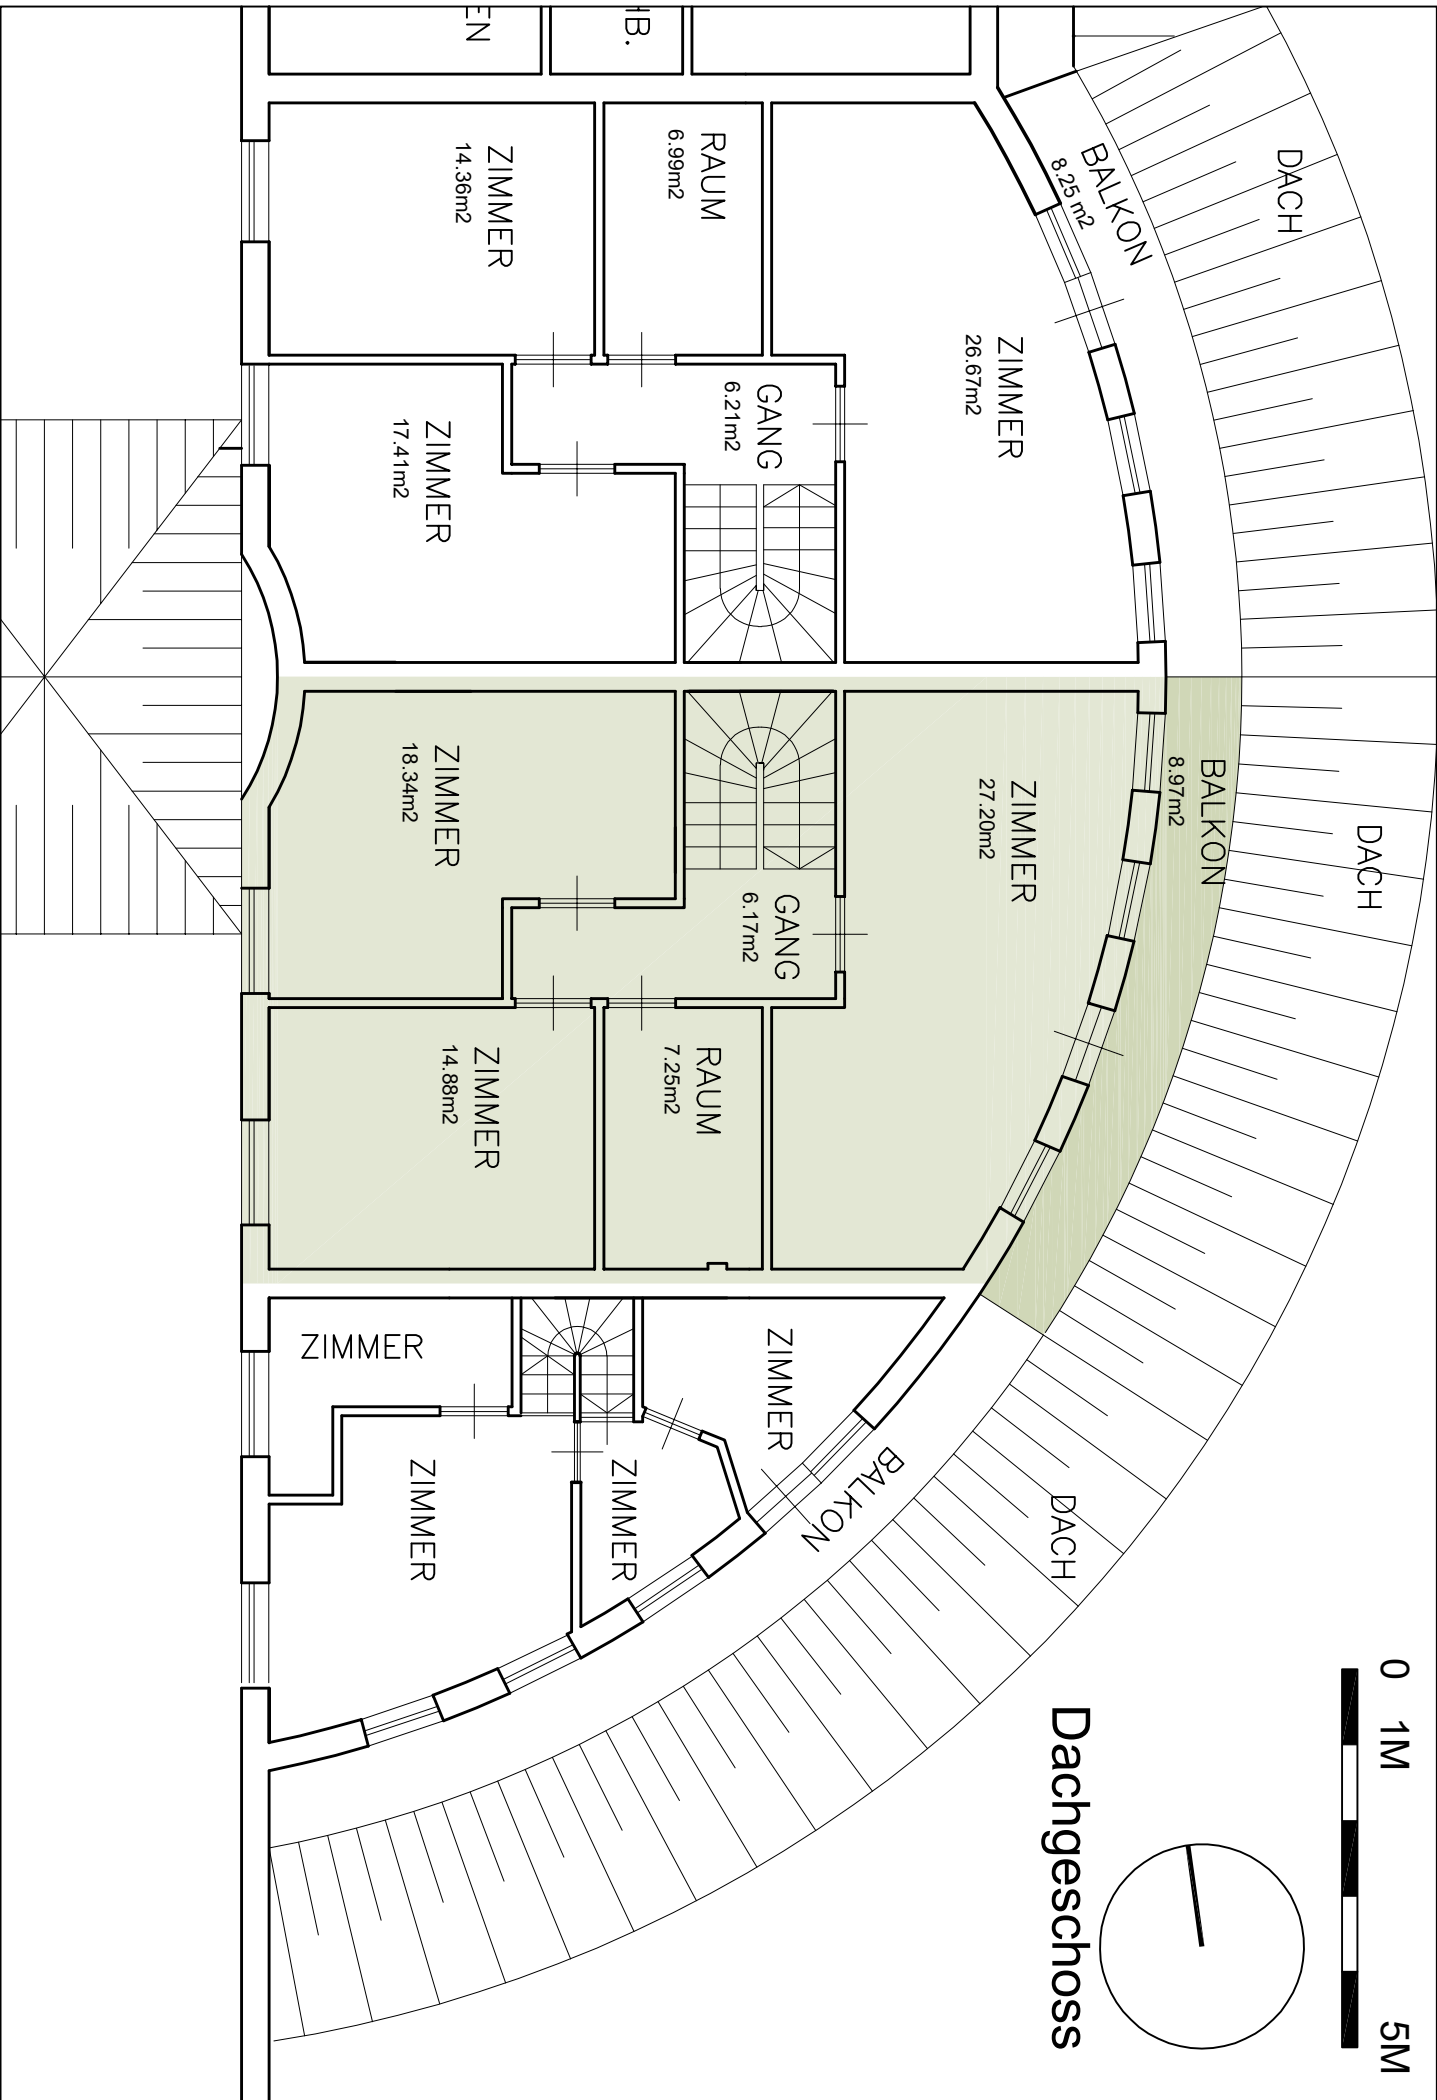 EN
HB.
ZIMMER
14.36m2
RAUM
6.99m2
BALKON
8.25 m2
DACH
ZIMMER
26.67m2
GANG
6.21m2
ZIMMER
17.41m2
ZIMMER
18.34m2
ZIMMER
27.20m2
BALKON
8.97m2
DACH
GANG
6.17m2
ZIMMER
14.88m2
RAUM
7.25m2
ZIMMER
ZIMMER
ZIMMER
ZIMMER
BALKON
DACH
0 1M 5M
Dachgeschoss